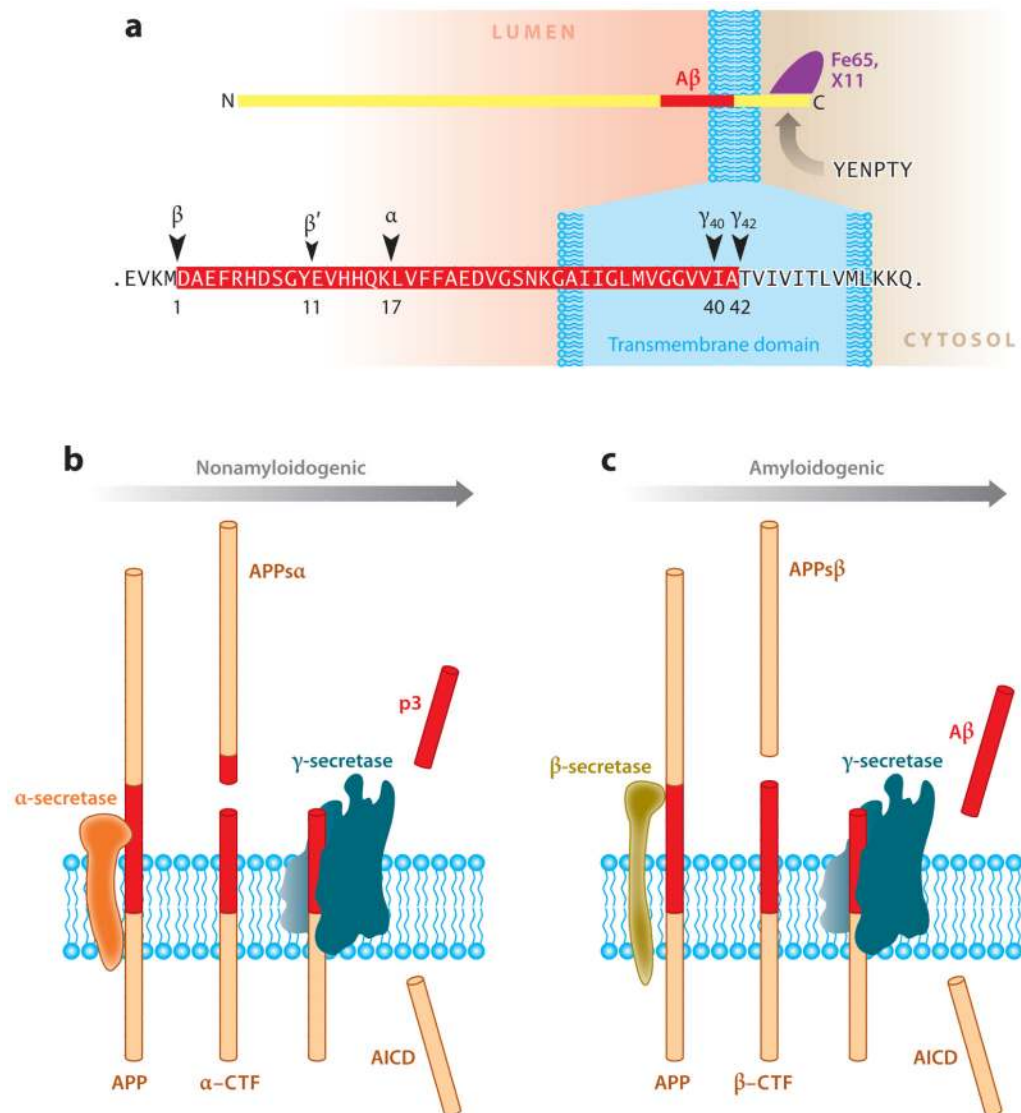 a
LUMEN
Aβ
Fe65,
X11
N
C
YENPTY
β
β′
α
γ40
γ42
.EVKMDAEFRHDSGYEVHHQKLVFFAEDVGSNKGAIIGLMVGGVVIATVIVITLVMLKKQ.
1
11
17
40
42
Transmembrane domain
CYTOSOL
b
Nonamyloidogenic
APPsα
p3
γ-secretase
α-secretase
AICD
APP
α-CTF
c
Amyloidogenic
APPsβ
Aβ
γ-secretase
β-secretase
AICD
APP
β-CTF